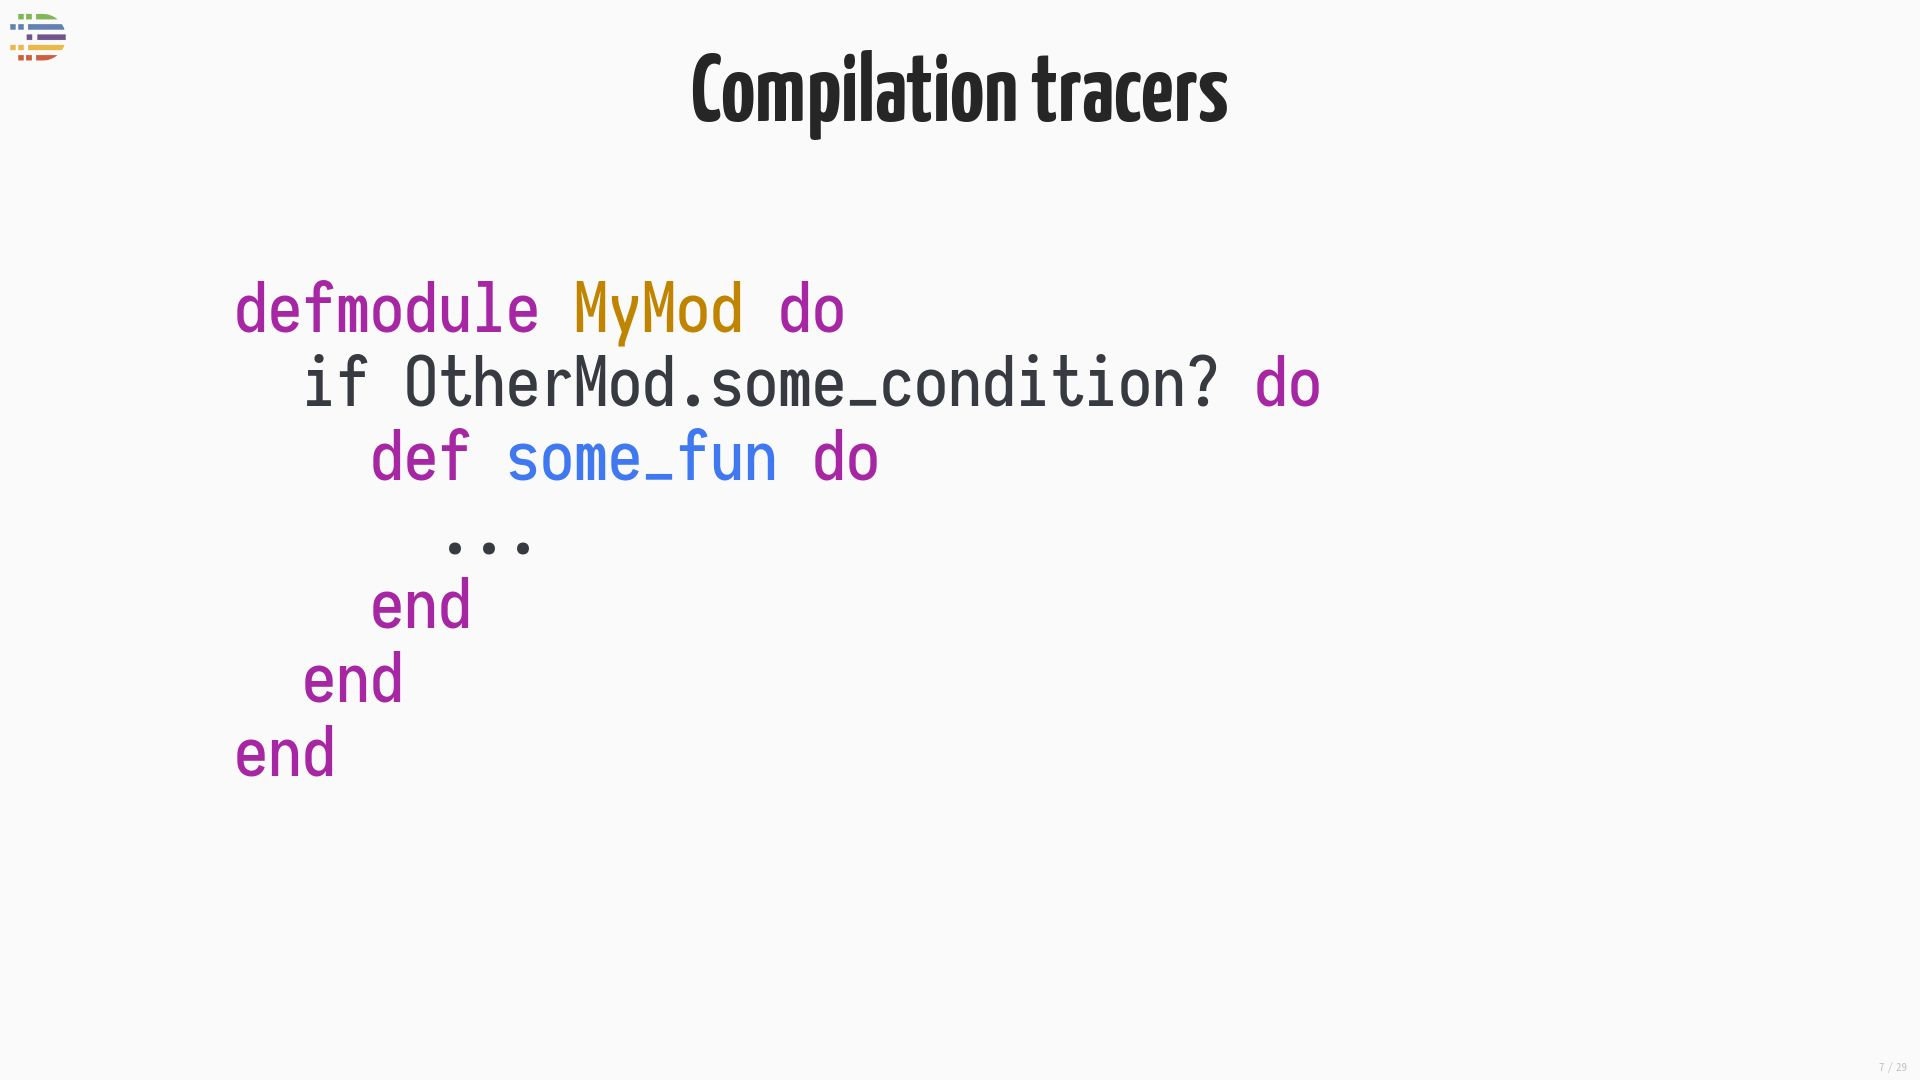 Compilation tracers
defmodule MyMod do
  if OtherMod.some_condition? do
    def some_fun do
      ...
    end
  end
end
7 / 29